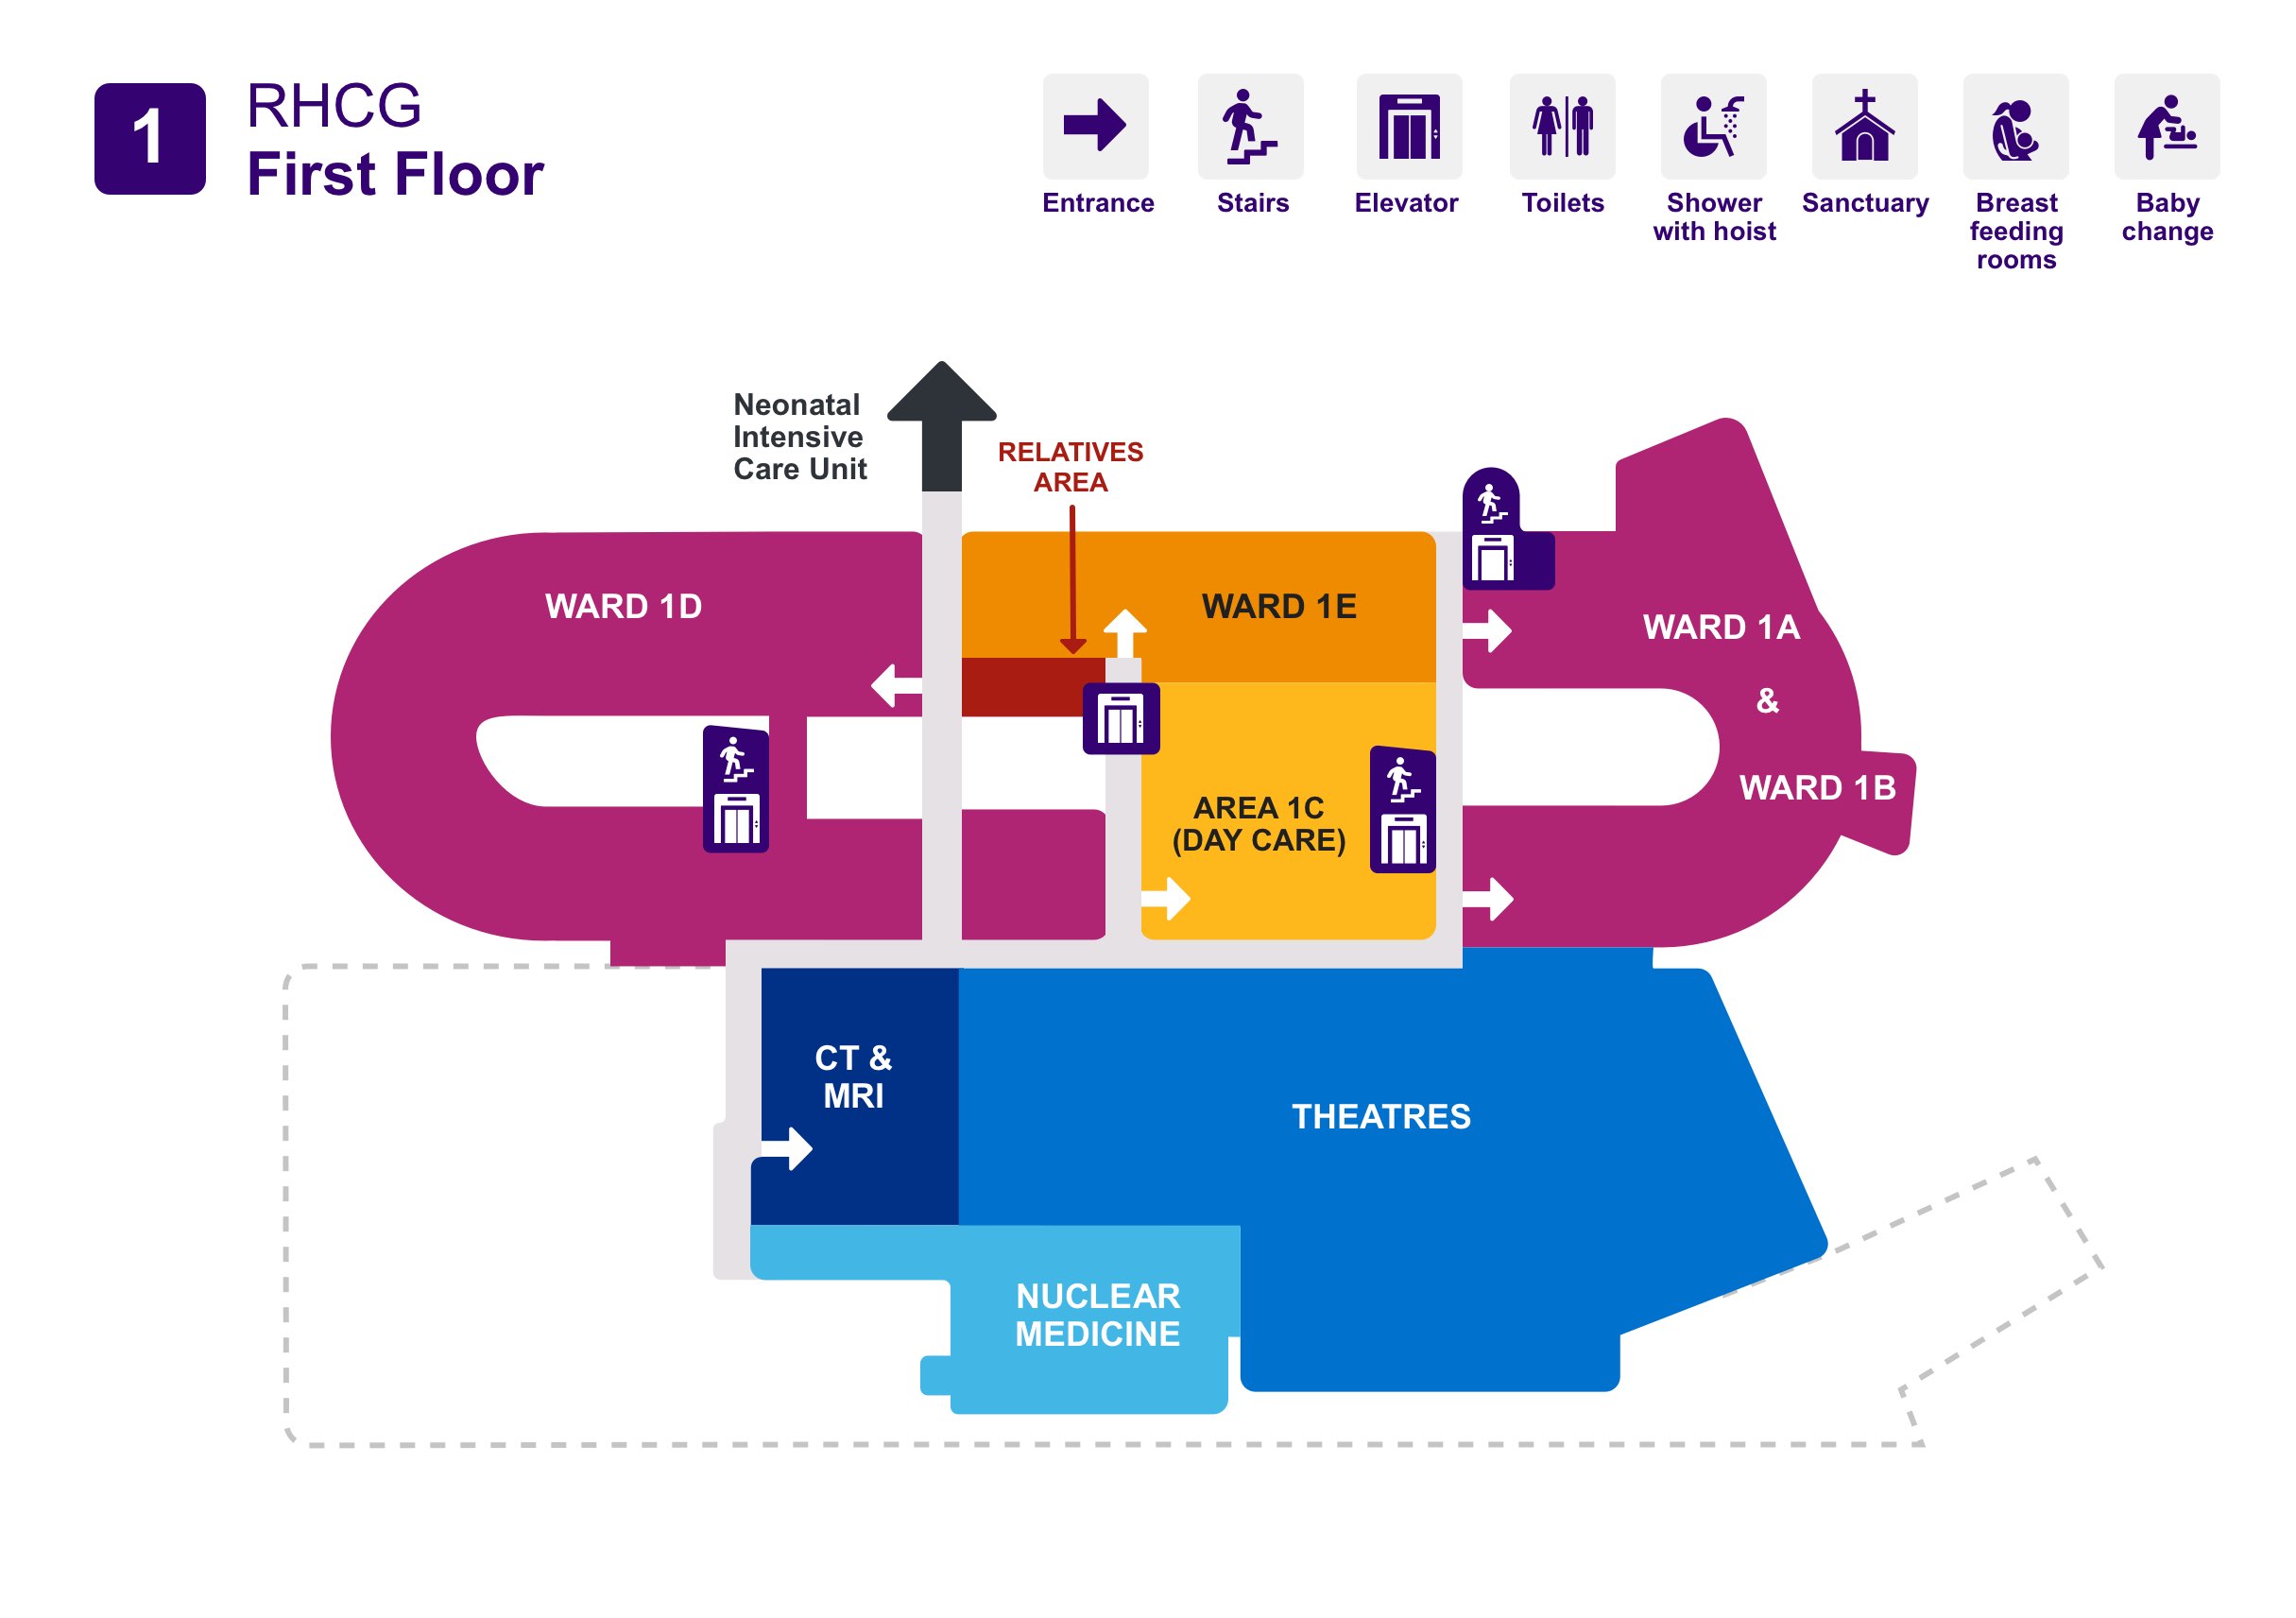 1
RHCG
First Floor
Entrance
Stairs
Elevator
Toilets
Shower
with hoist
Sanctuary
Breast
feeding
rooms
Baby
change
Neonatal
Intensive
Care Unit
RELATIVES
AREA
WARD 1D
WARD 1E
WARD 1A
&
WARD 1B
AREA 1C
(DAY CARE)
CT &
MRI
THEATRES
NUCLEAR
MEDICINE